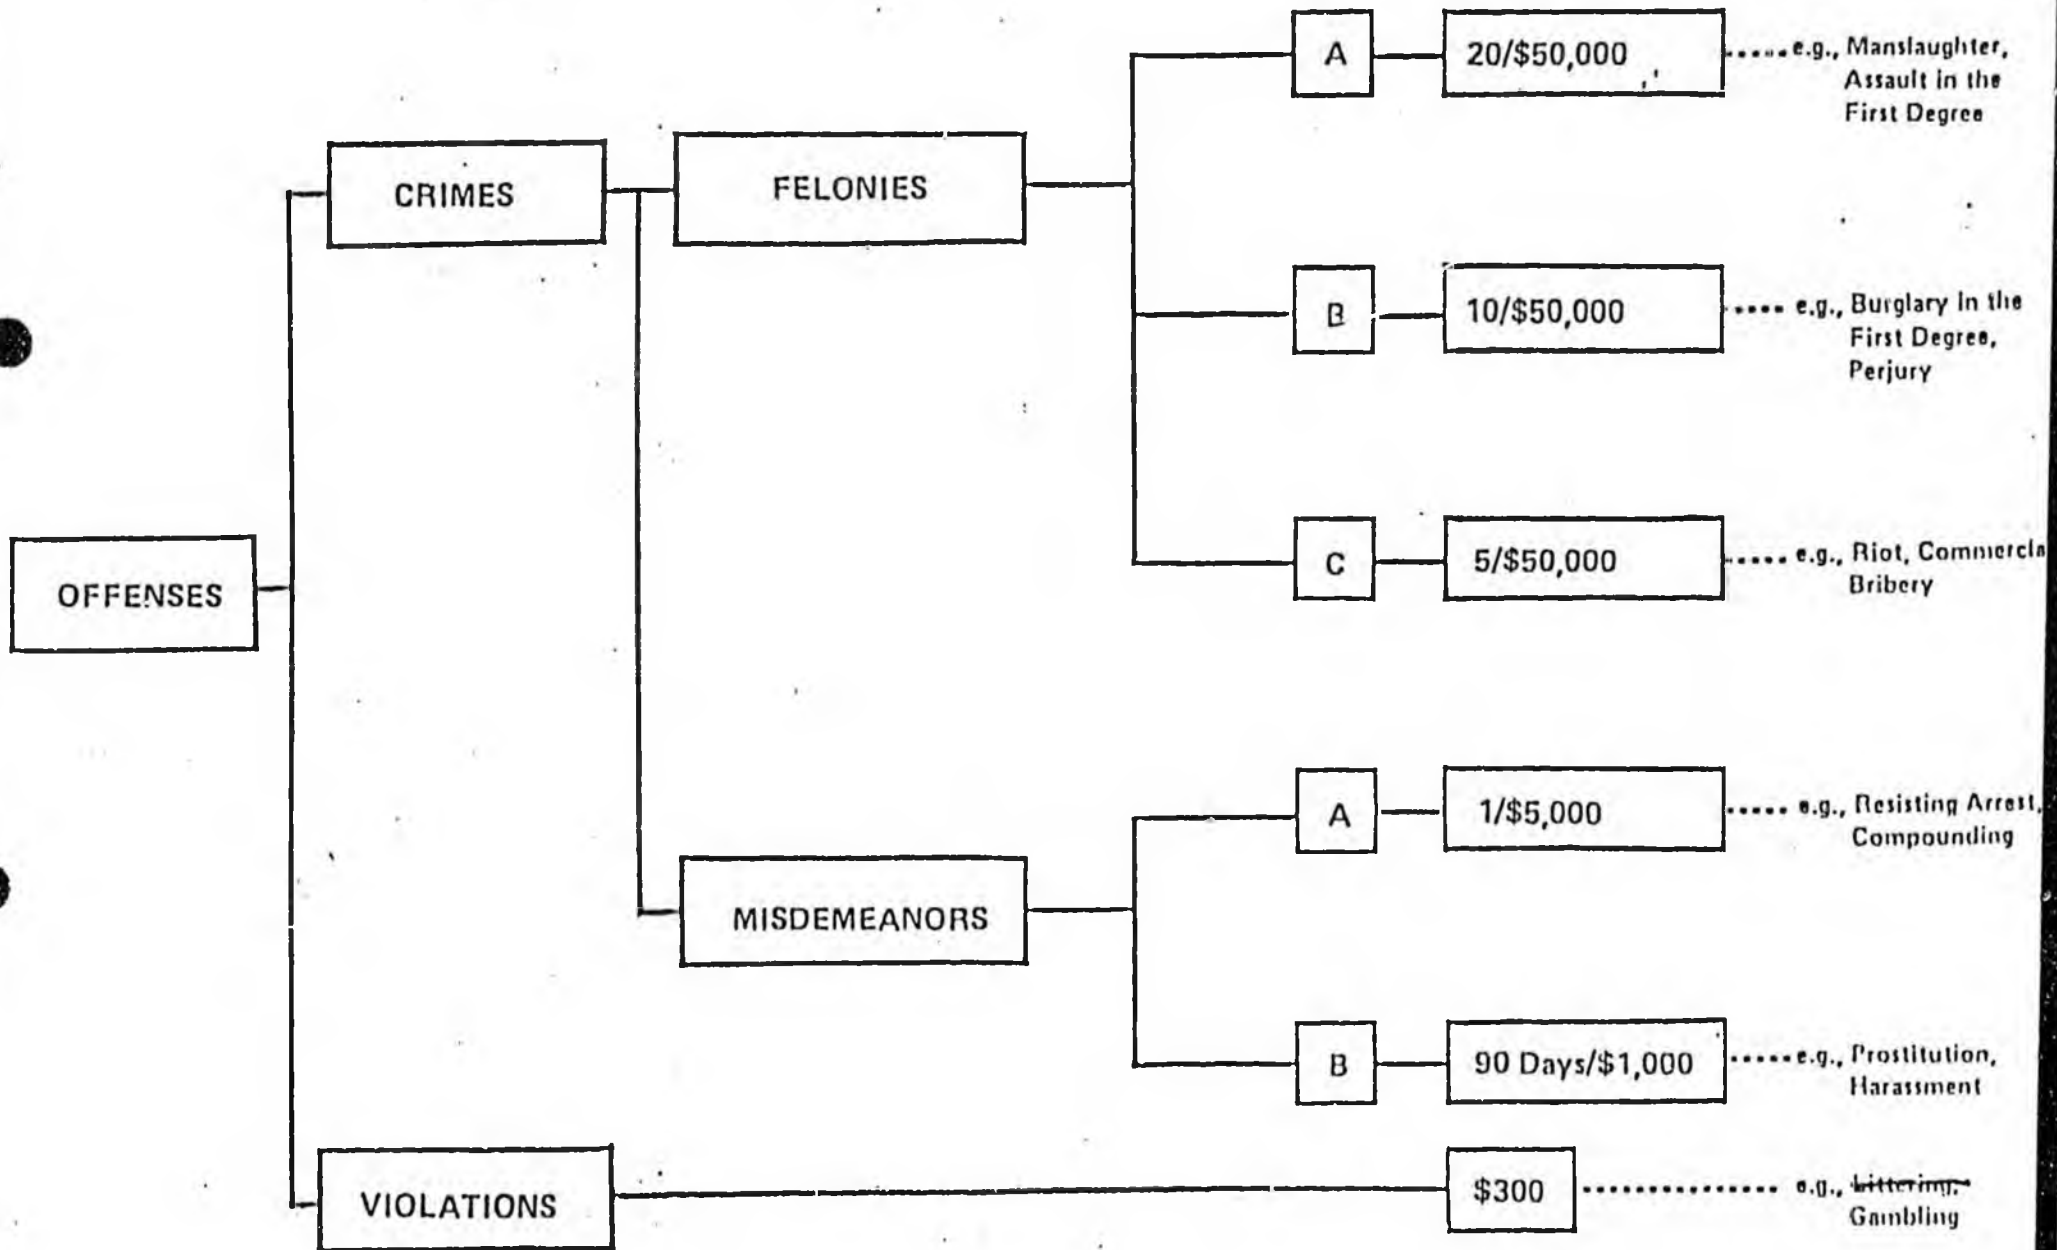 A
20/$50,000
e.g., Manslaughter,
Assault in the
First Degree
CRIMES
FELONIES
B
10/$50,000
e.g., Burglary In the
First Degree,
Perjury
OFFENSES
C
5/$50,000
e.g., Riot, Commercia
Bribery
A
1/$5,000
e.g., Resisting Arrest,
Compounding
MISDEMEANORS
B
90 Days/$1,000
e.g., Prostitution,
Harassment
VIOLATIONS
$300
e.g., Littering,
Gambling